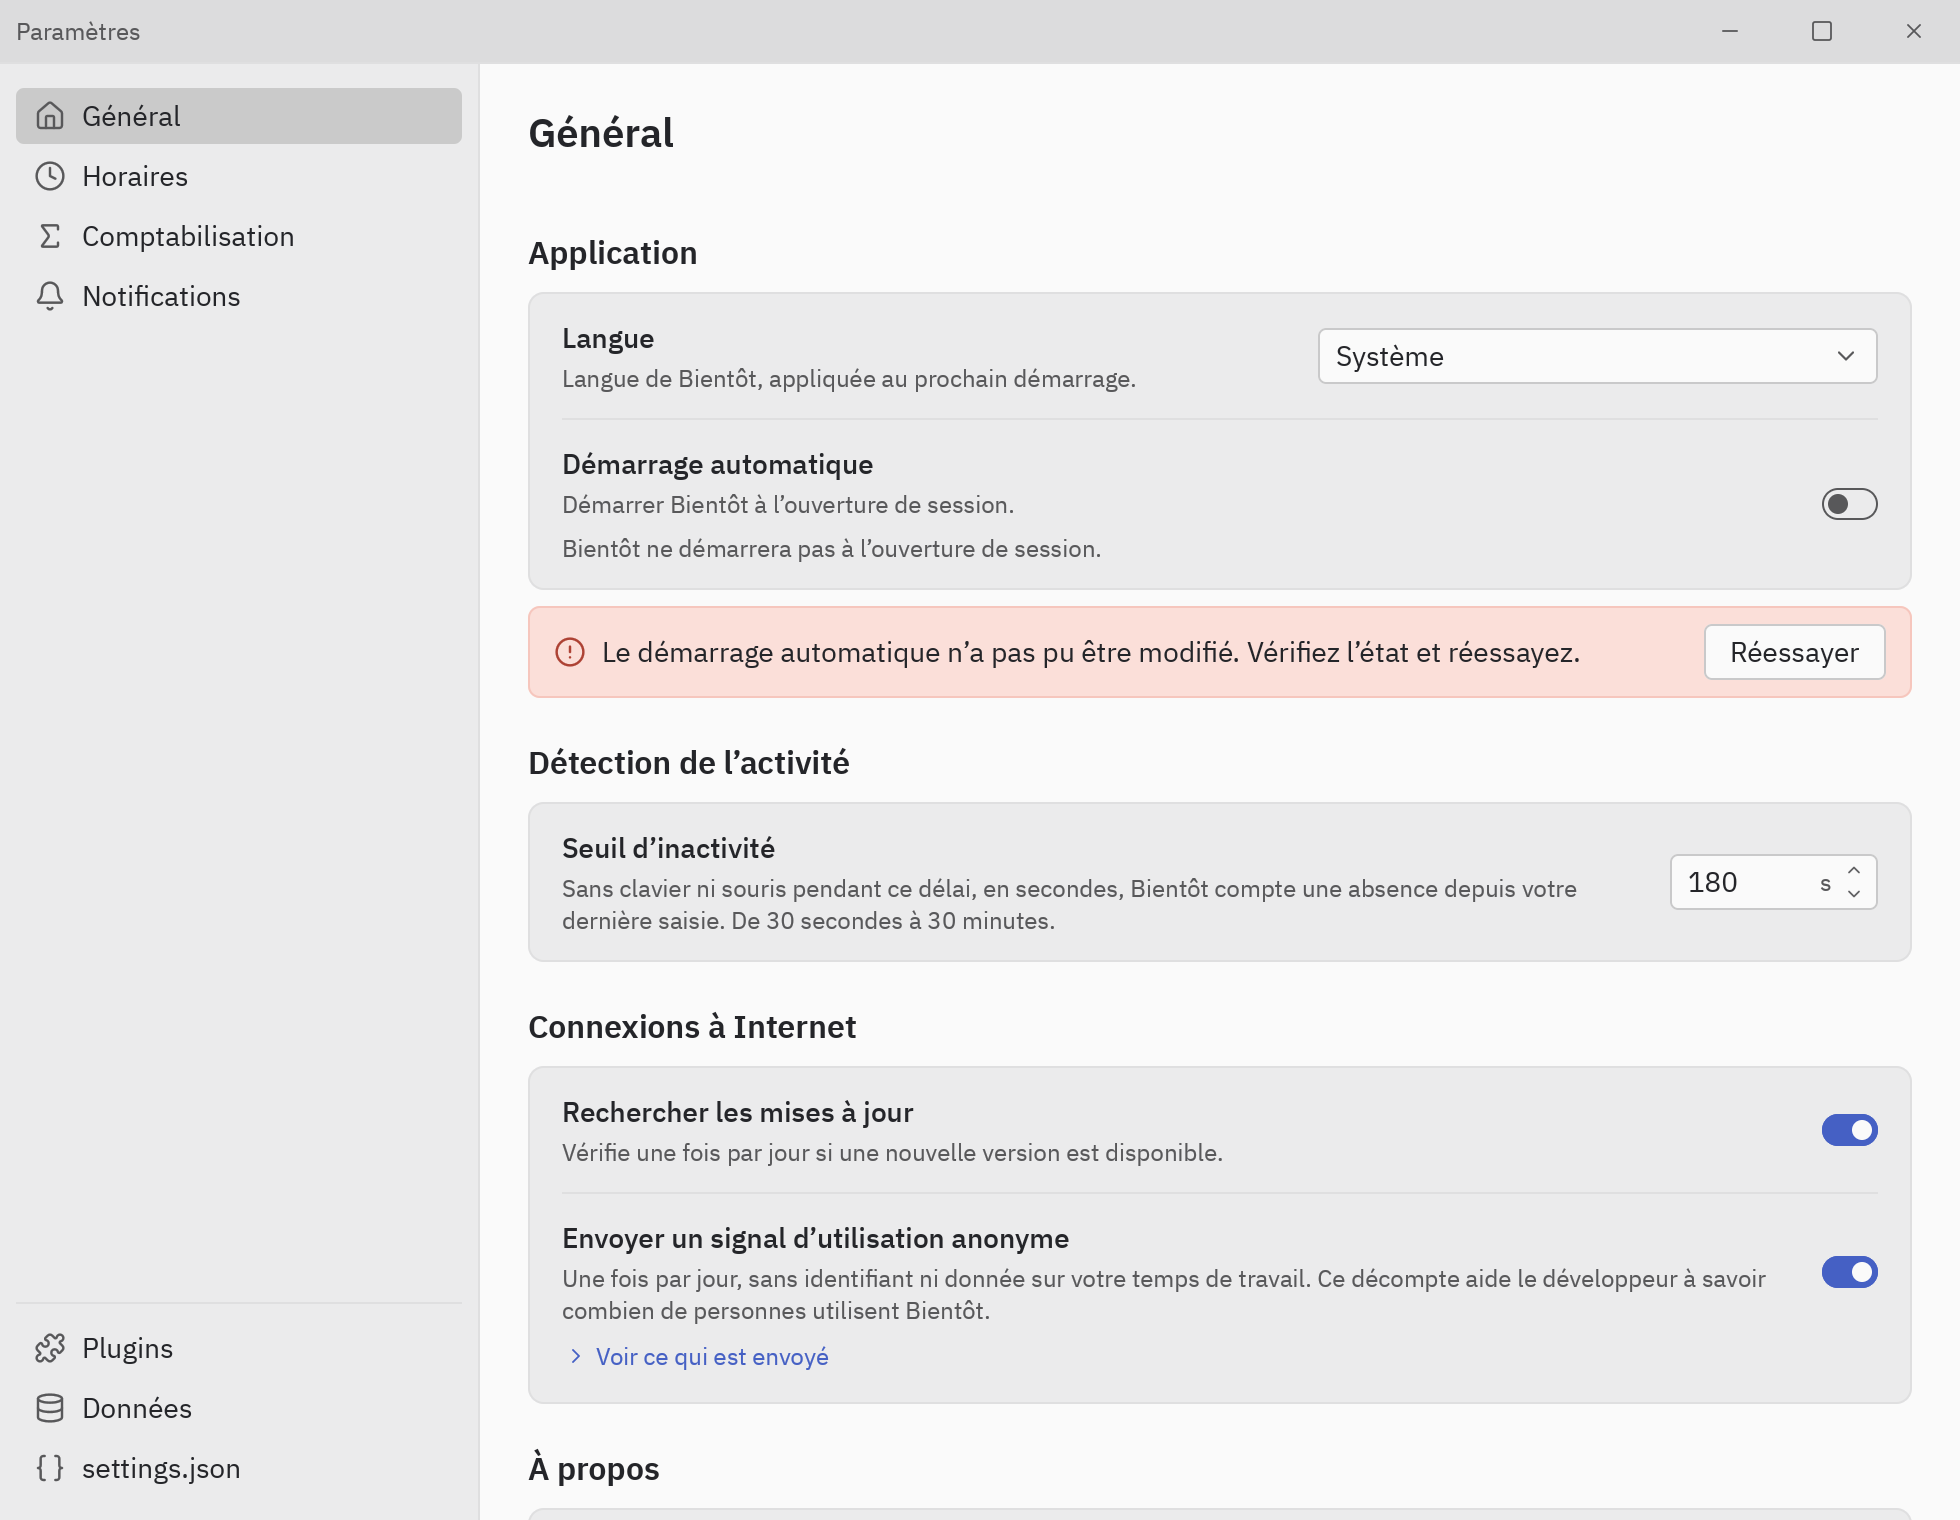 Paramètres
Général
Horaires
Comptabilisation
Notifications
Plugins
Données
settings.json
Général
Application
Langue
Langue de Bientôt, appliquée au prochain démarrage.
Système
Démarrage automatique
Démarrer Bientôt à l’ouverture de session.
Bientôt ne démarrera pas à l’ouverture de session.
Le démarrage automatique n’a pas pu être modifié. Vérifiez l’état et réessayez.
Réessayer
Détection de l’activité
Seuil d’inactivité
Sans clavier ni souris pendant ce délai, en secondes, Bientôt compte une absence depuis votre
dernière saisie. De 30 secondes à 30 minutes.
180 s
Connexions à Internet
Rechercher les mises à jour
Vérifie une fois par jour si une nouvelle version est disponible.
Envoyer un signal d’utilisation anonyme
Une fois par jour, sans identifiant ni donnée sur votre temps de travail. Ce décompte aide le développeur à savoir
combien de personnes utilisent Bientôt.
Voir ce qui est envoyé
À propos